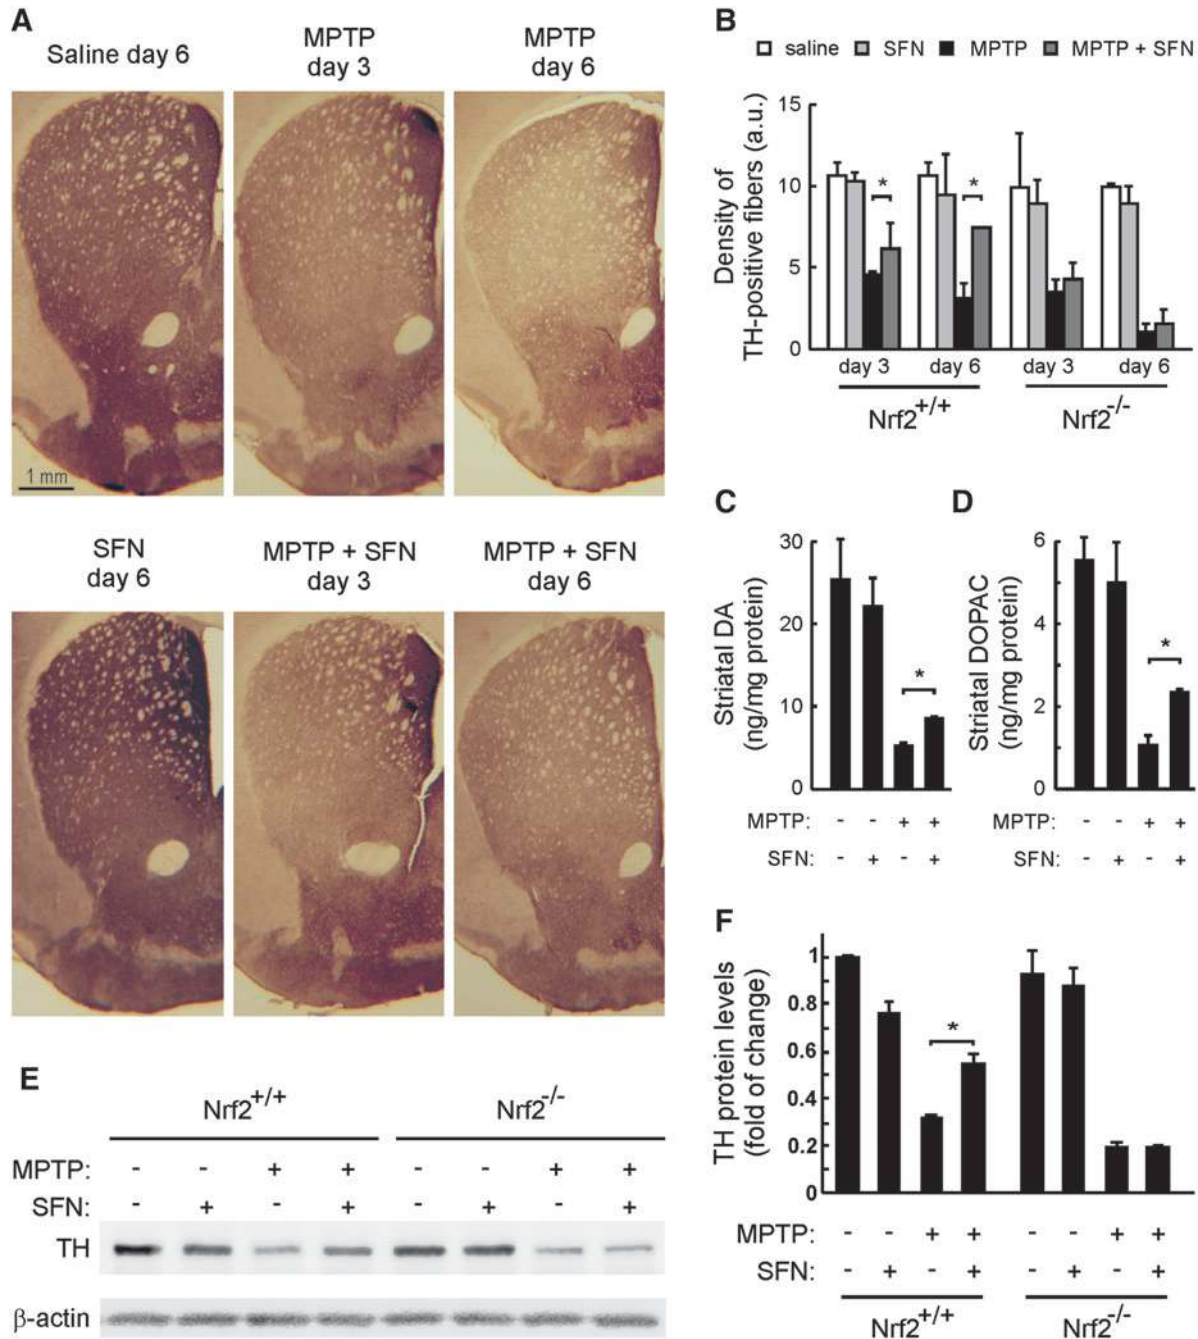 A
Saline day 6
MPTP
day 3
MPTP
day 6
1 mm
SFN
day 6
MPTP + SFN
day 3
MPTP + SFN
day 6
B
saline SFN MPTP MPTP + SFN
Density of
TH-positive fibers (a.u.)
15
10
5
0
* *
day 3 day 6 day 3 day 6
Nrf2+/+ Nrf2-/-
C
Striatal DA
(ng/mg protein)
30
20
10
0
*
MPTP: - - + +
SFN: - + - +
D
Striatal DOPAC
(ng/mg protein)
6
4
2
0
*
MPTP: - - + +
SFN: - + - +
E
Nrf2+/+ Nrf2-/-
MPTP: - - + + - - + +
SFN: - + - + - + - +
TH
β-actin
F
TH protein levels
(fold of change)
1
0.8
0.6
0.4
0.2
0
*
MPTP: - - + + - - + +
SFN: - + - + - + - +
Nrf2+/+ Nrf2-/-